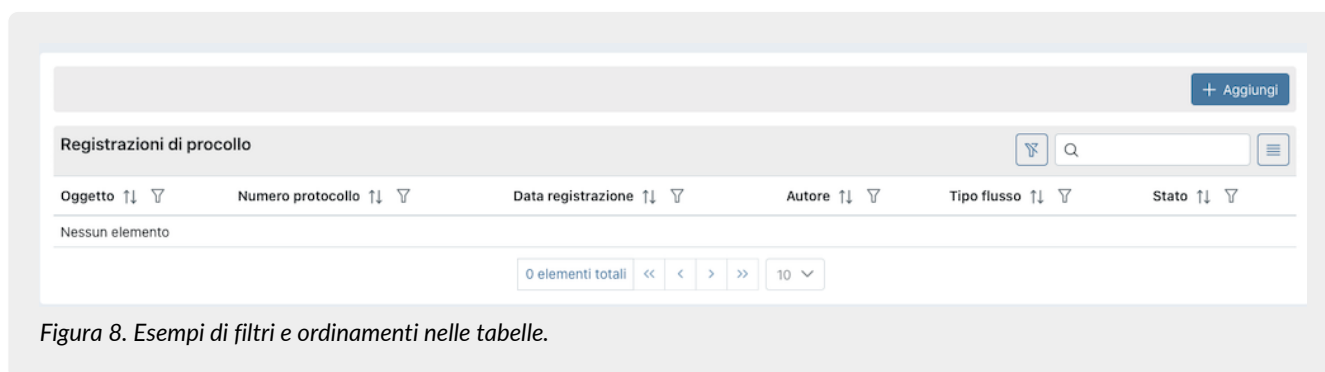 + Aggiungi
Registrazioni di procollo
Oggetto Numero protocollo Data registrazione Autore Tipo flusso Stato
Nessun elemento
0 elementi totali << < > >> 10
Figura 8. Esempi di filtri e ordinamenti nelle tabelle.